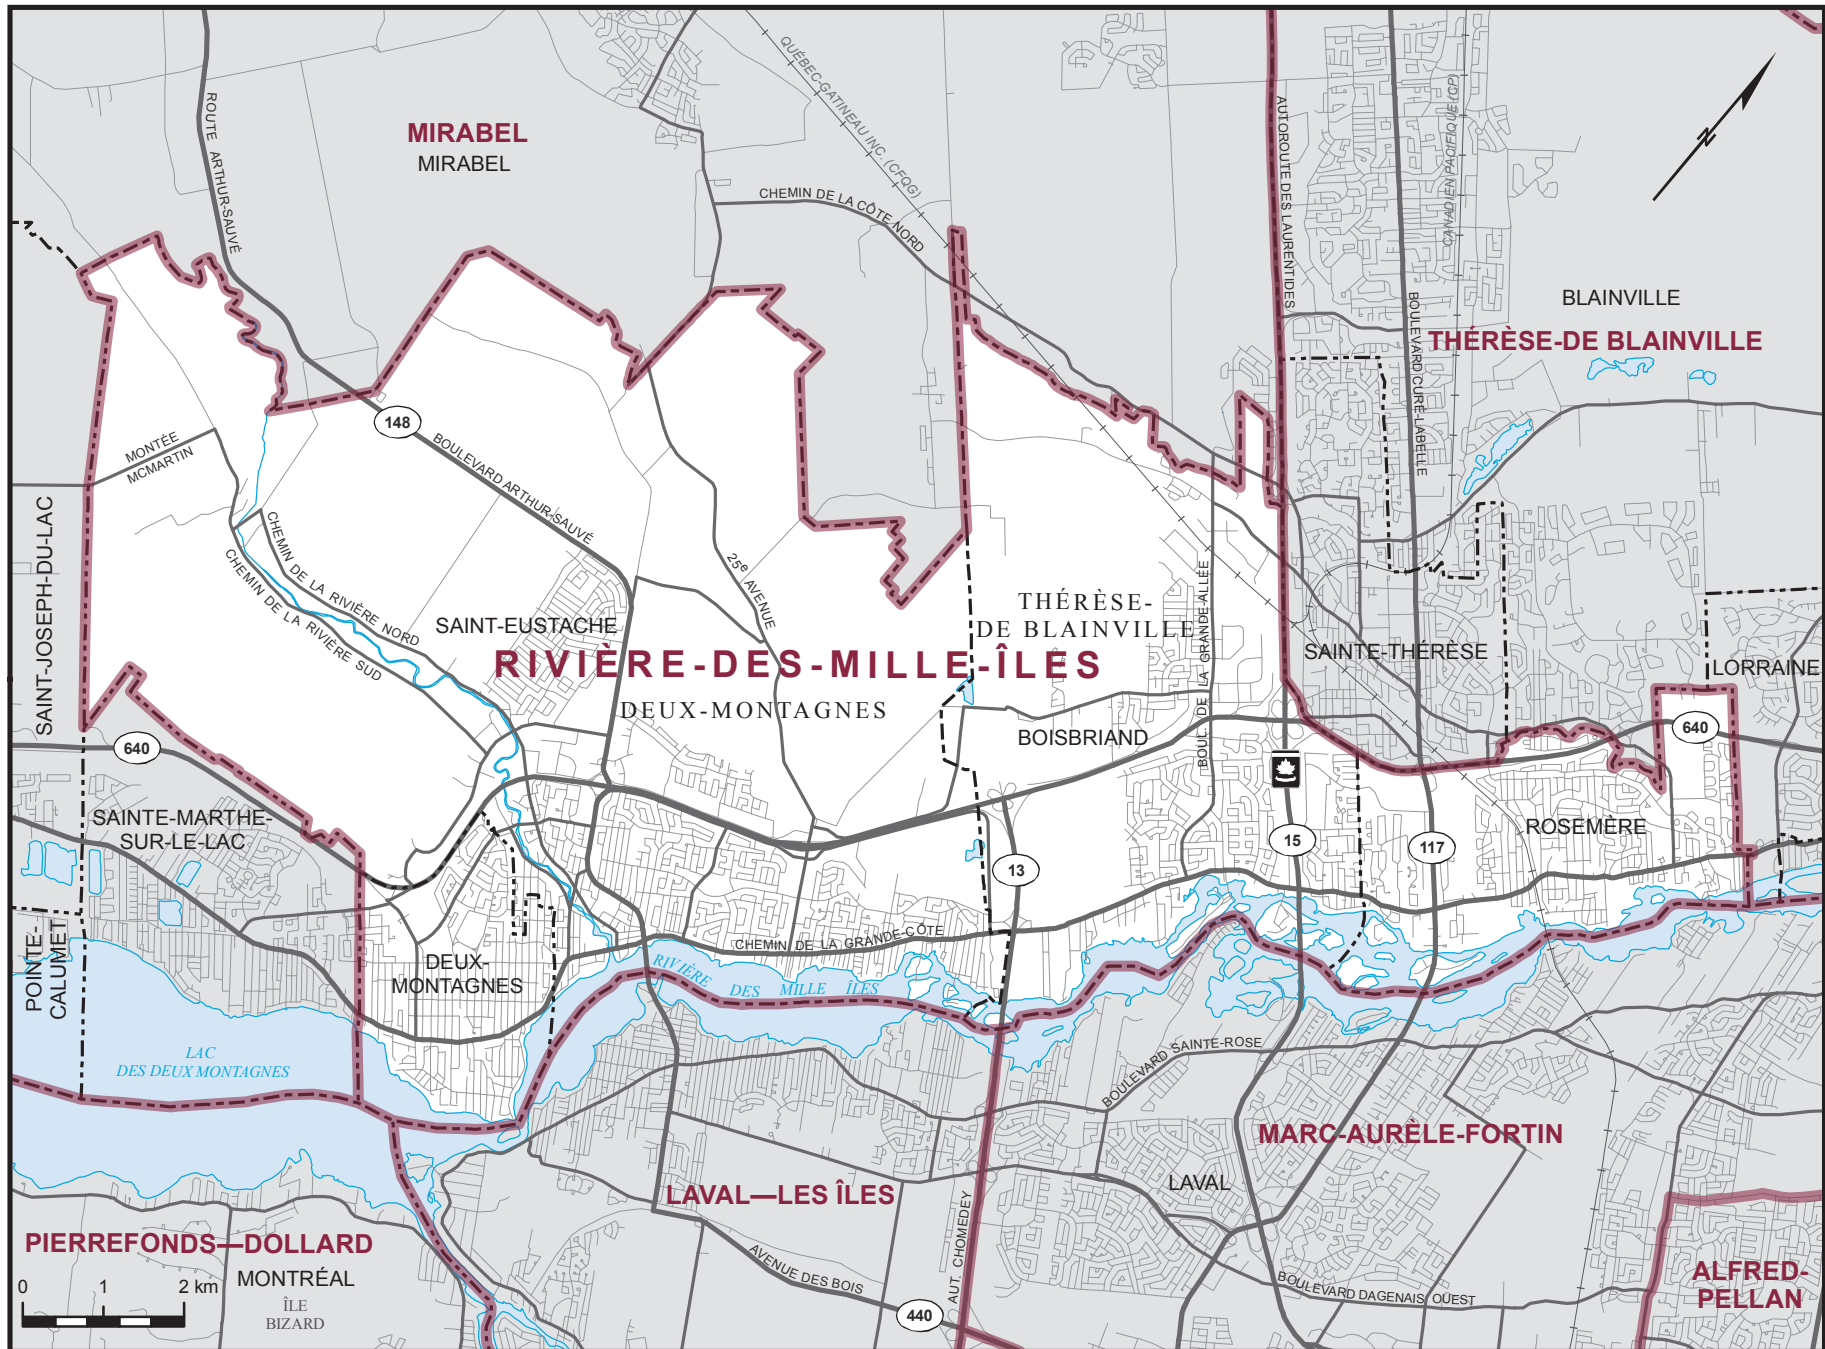 MIRABEL
MIRABEL
ROUTE ARTHUR-SAUVÉ
QUÉBEC-GATINEAU INC. (CFQG)
CHEMIN DE LA CÔTE NORD
AUTOROUTE DES LAURENTIDES
CANADIEN PACIFIQUE (CP)
BOULEVARD CURÉ-LABELLE
N
BLAINVILLE
THÉRÈSE-DE BLAINVILLE
148
BOULEVARD ARTHUR-SAUVÉ
MONTÉE
MCMARTIN
SAINT-JOSEPH-DU-LAC
CHEMIN DE LA RIVIÈRE NORD
CHEMIN DE LA RIVIÈRE SUD
25e AVENUE
SAINT-EUSTACHE
THÉRÈSE-
DE BLAINVILLE
BOUL. DE LA GRANDE-ALLÉE
SAINTE-THÉRÈSE
LORRAINE
RIVIÈRE-DES-MILLE-ÎLES
DEUX-MONTAGNES
BOISBRIAND
640
640
SAINTE-MARTHE-
SUR-LE-LAC
ROSEMÈRE
13
15
117
POINTE-
CALUMET
DEUX-
MONTAGNES
CHEMIN DE LA GRANDE-CÔTE
RIVIÈRE DES MILLE ÎLES
LAC
DES DEUX MONTAGNES
BOULEVARD SAINTE-ROSE
MARC-AURÈLE-FORTIN
LAVAL
LAVAL—LES ÎLES
AUT. CHOMEDEY
AVENUE DES BOIS
440
BOULEVARD DAGENAIS OUEST
PIERREFONDS—DOLLARD
MONTRÉAL
ÎLE
BIZARD
ALFRED-
PELLAN
0 1 2 km